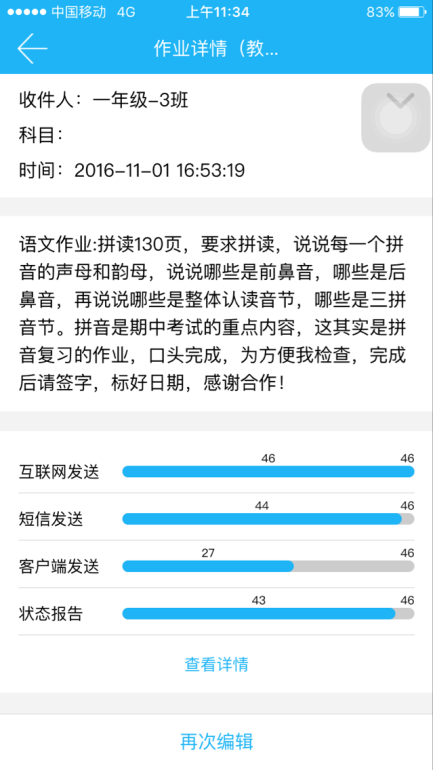 中国移动 4G 上午11:34 83%
作业详情（教...
收件人：一年级-3班
科目：
时间：2016-11-01 16:53:19
语文作业:拼读130页，要求拼读，说说每一个拼
音的声母和韵母，说说哪些是前鼻音，哪些是后
鼻音，再说说哪些是整体认读音节，哪些是三拼
音节。拼音是期中考试的重点内容，这其实是拼
音复习的作业，口头完成，为方便我检查，完成
后请签字，标好日期，感谢合作！
互联网发送 46 46
短信发送 44 46
客户端发送 27 46
状态报告 43 46
查看详情
再次编辑